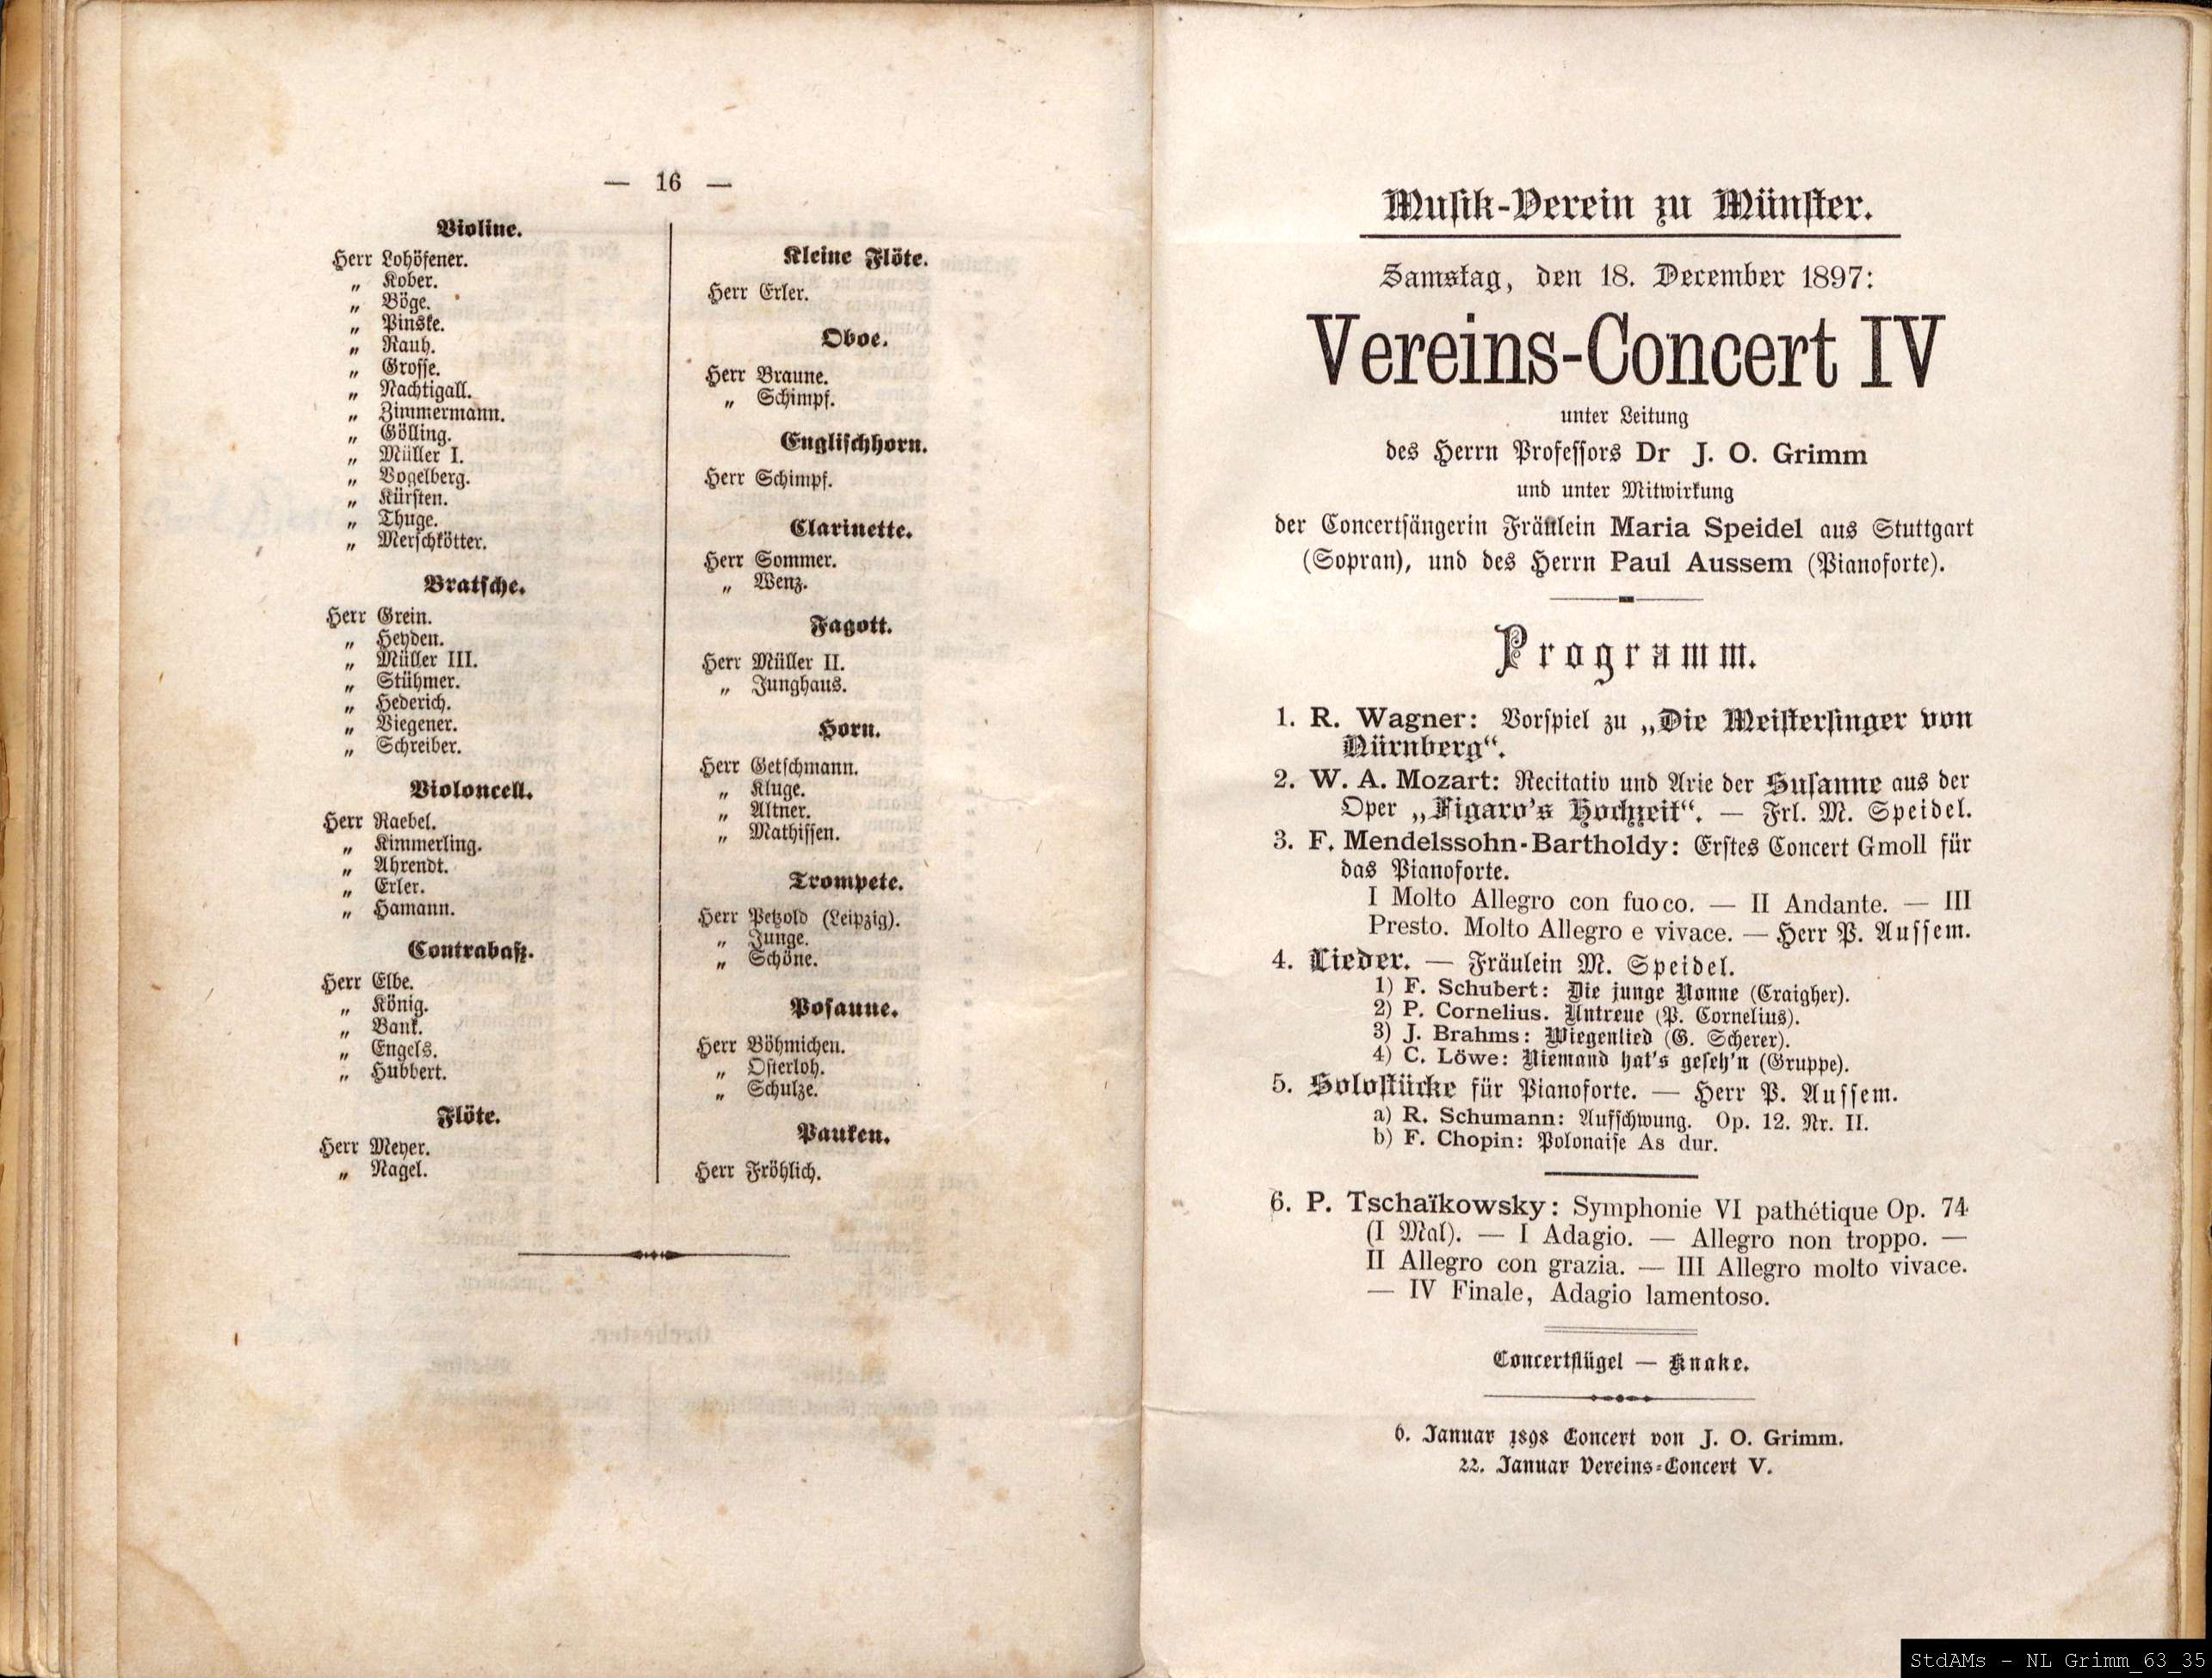 — 16 —
Violine.
Herr Lohöfener.
„ Kober.
„ Böge.
„ Pinske.
„ Rauh.
„ Grosse.
„ Nachtigall.
„ Zimmermann.
„ Gölling.
„ Müller I.
„ Vogelberg.
„ Kürsten.
„ Thuge.
„ Merschkötter.
Bratsche.
Herr Grein.
„ Heyden.
„ Müller III.
„ Stühmer.
„ Hederich.
„ Viegener.
„ Schreiber.
Violoncell.
Herr Raebel.
„ Kimmerling.
„ Ahrendt.
„ Erler.
„ Hamann.
Contrabaß.
Herr Elbe.
„ König.
„ Bank.
„ Engels.
„ Hubbert.
Flöte.
Herr Meyer.
„ Nagel.
Kleine Flöte.
Herr Erler.
Oboe.
Herr Braune.
„ Schimpf.
Englischhorn.
Herr Schimpf.
Clarinette.
Herr Sommer.
„ Wenz.
Fagott.
Herr Müller II.
„ Junghaus.
Horn.
Herr Getschmann.
„ Kluge.
„ Altner.
„ Mathissen.
Trompete.
Herr Petzold (Leipzig).
„ Junge.
„ Schöne.
Posaune.
Herr Böhmichen.
„ Osterloh.
„ Schulze.
Pauken.
Herr Fröhlich.
Musik-Verein zu Münster.
Samstag, den 18. December 1897:
Vereins-Concert IV
unter Leitung
des Herrn Professors Dr J. O. Grimm
und unter Mitwirkung
der Concertsängerin Fräulein Maria Speidel aus Stuttgart
(Sopran), und des Herrn Paul Aussem (Pianoforte).
Programm.
1. R. Wagner: Vorspiel zu „Die Meistersinger von
Nürnberg“.
2. W. A. Mozart: Recitativ und Arie der Susanne aus der
Oper „Figaro's Hochzeit“. — Frl. M. Speidel.
3. F. Mendelssohn-Bartholdy: Erstes Concert Gmoll für
das Pianoforte.
I Molto Allegro con fuoco. — II Andante. — III
Presto. Molto Allegro e vivace. — Herr P. Aussem.
4. Lieder. — Fräulein M. Speidel.
1) F. Schubert: Die junge Nonne (Craigher).
2) P. Cornelius. Untreue (P. Cornelius).
3) J. Brahms: Wiegenlied (G. Scherer).
4) C. Löwe: Niemand hat's geseh'n (Gruppe).
5. Solostücke für Pianoforte. — Herr P. Aussem.
a) R. Schumann: Aufschwung. Op. 12. Nr. II.
b) F. Chopin: Polonaise As dur.
6. P. Tschaïkowsky: Symphonie VI pathétique Op. 74
(I Mal). — I Adagio. — Allegro non troppo. —
II Allegro con grazia. — III Allegro molto vivace.
— IV Finale, Adagio lamentoso.
Concertflügel — Knake.
6. Januar 1898 Concert von J. O. Grimm.
22. Januar Vereins-Concert V.
StdAMs - NL Grimm_63_35